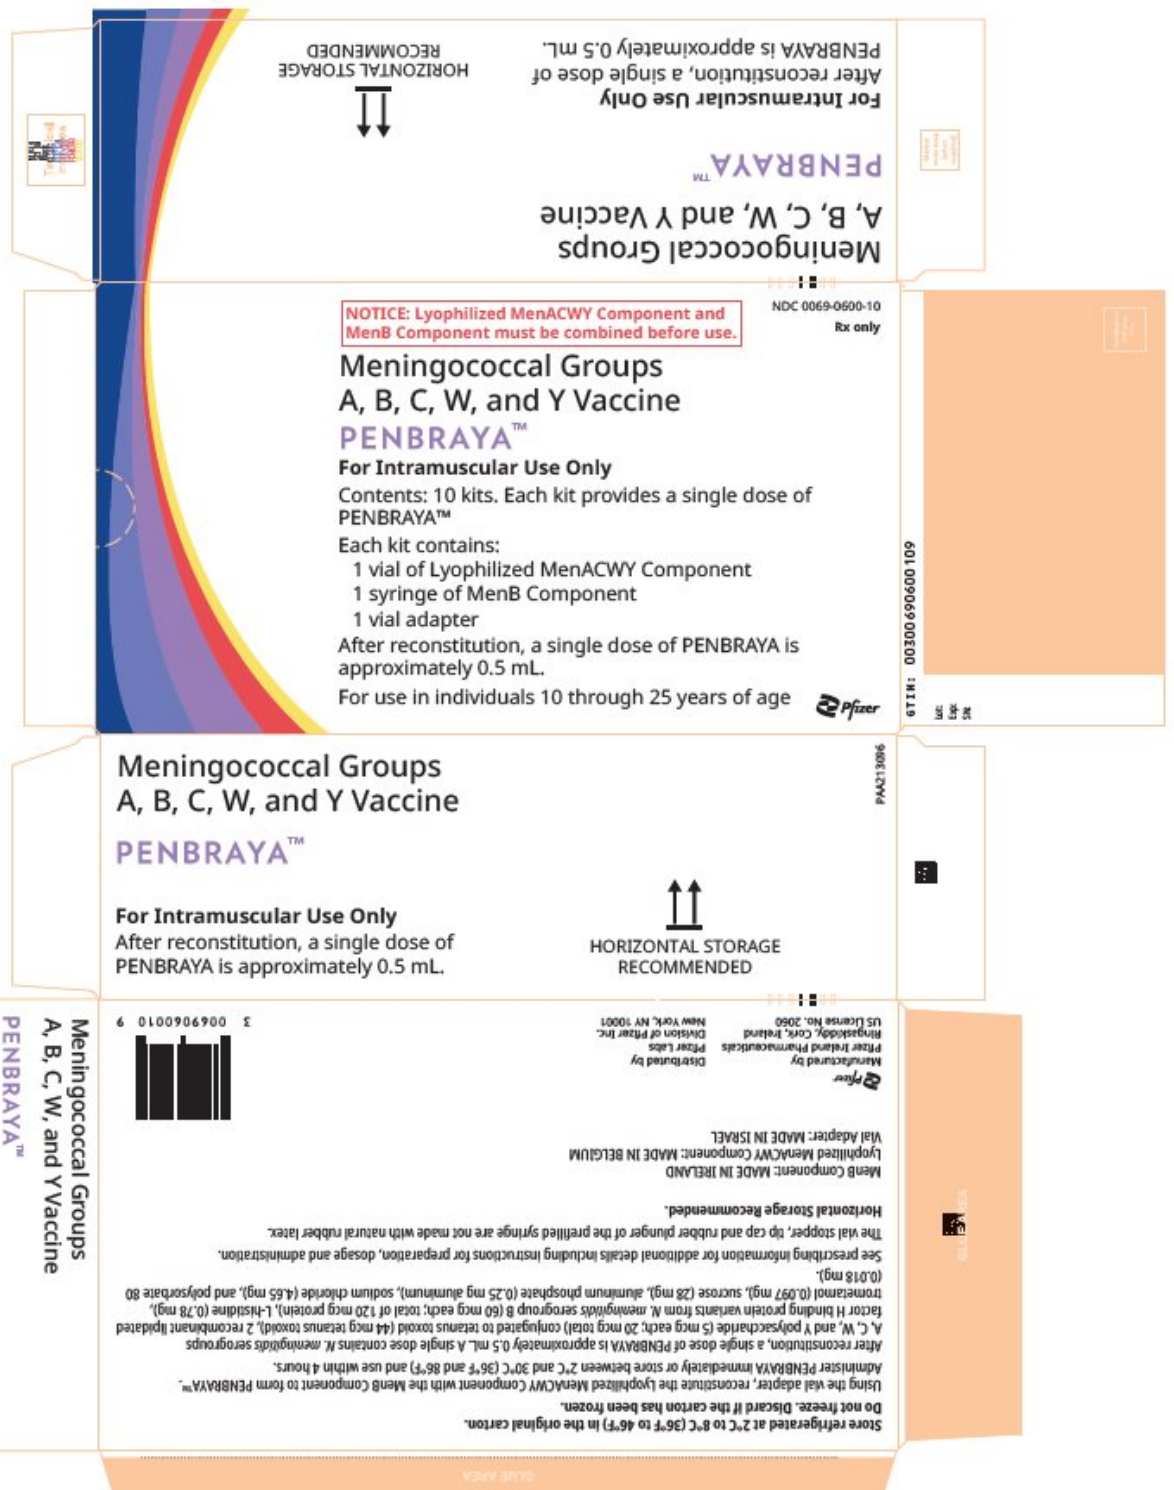 HORIZONTAL STORAGE
RECOMMENDED
Meningococcal Groups
A, B, C, W, and Y Vaccine
PENBRAYA™
For Intramuscular Use Only
After reconstitution, a single dose of
PENBRAYA is approximately 0.5 mL.
NOTICE: Lyophilized MenACWY Component and
MenB Component must be combined before use.
NDC 0069-0600-10
Rx only
Meningococcal Groups
A, B, C, W, and Y Vaccine
PENBRAYA™
For Intramuscular Use Only
Contents: 10 kits. Each kit provides a single dose of
PENBRAYA™
Each kit contains:
1 vial of Lyophilized MenACWY Component
1 syringe of MenB Component
1 vial adapter
After reconstitution, a single dose of PENBRAYA is
approximately 0.5 mL.
For use in individuals 10 through 25 years of age
Pfizer
GTIN: 00300690600109
Lot:
Exp:
SN:
Meningococcal Groups
A, B, C, W, and Y Vaccine
PENBRAYA™
For Intramuscular Use Only
After reconstitution, a single dose of
PENBRAYA is approximately 0.5 mL.
HORIZONTAL STORAGE
RECOMMENDED
PAA213096
Meningococcal Groups
A, B, C, W, and Y Vaccine
PENBRAYA™
Store refrigerated at 2°C to 8°C (36°F to 46°F) in the original carton.
Do not freeze. Discard if the carton has been frozen.
Using the vial adapter, reconstitute the Lyophilized MenACWY Component with the MenB Component to form PENBRAYA™.
Administer PENBRAYA immediately or store between 2°C and 30°C (36°F and 86°F) and use within 4 hours.
After reconstitution, a single dose of PENBRAYA is approximately 0.5 mL. A single dose contains N. meningitidis serogroups
A, C, W, and Y polysaccharide (5 mcg each; 20 mcg total) conjugated to tetanus toxoid (44 mcg tetanus toxoid), 2 recombinant lipidated
factor H binding protein variants from N. meningitidis serogroup B (60 mcg each; total of 120 mcg protein), L-histidine (0.78 mg),
trometamol (0.097 mg), sucrose (28 mg), aluminum phosphate (0.25 mg aluminum), sodium chloride (4.65 mg), and polysorbate 80
(0.018 mg).
See prescribing information for additional details including instructions for preparation, dosage and administration.
The vial stopper, tip cap and rubber plunger of the prefilled syringe are not made with natural rubber latex.
Horizontal Storage Recommended.
MenB Component: MADE IN IRELAND
Lyophilized MenACWY Component: MADE IN BELGIUM
Vial Adapter: MADE IN ISRAEL
Pfizer
Manufactured by
Pfizer Ireland Pharmaceuticals
Ringaskiddy, Cork, Ireland
US License No. 2060
Distributed by
Pfizer Labs
Division of Pfizer Inc.
New York, NY 10001
3 0069060010 9
GLUE AREA
GLUE AREA